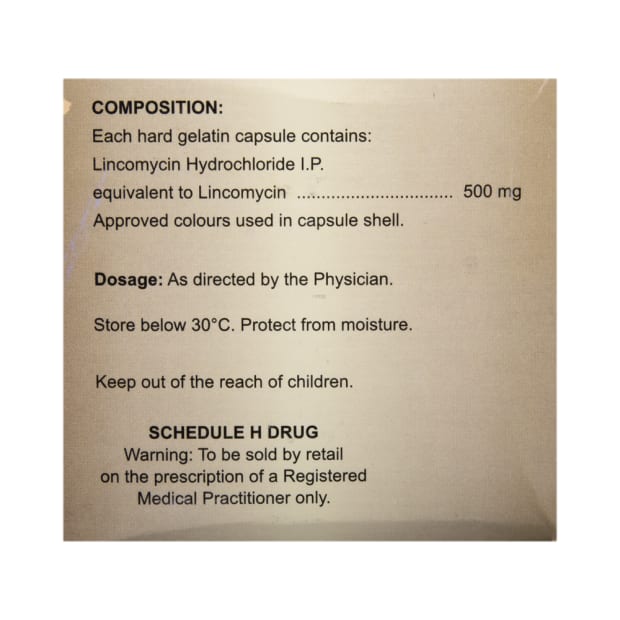 COMPOSITION:
Each hard gelatin capsule contains:
Lincomycin Hydrochloride I.P.
equivalent to Lincomycin ................................ 500 mg
Approved colours used in capsule shell.
Dosage: As directed by the Physician.
Store below 30°C. Protect from moisture.
Keep out of the reach of children.
SCHEDULE H DRUG
Warning: To be sold by retail
on the prescription of a Registered
Medical Practitioner only.